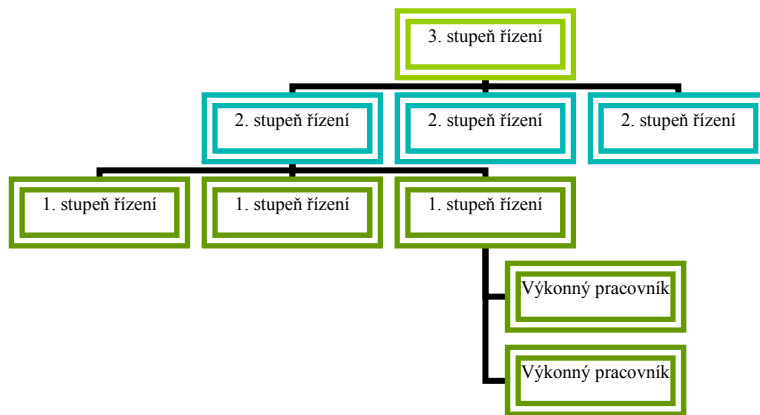 3. stupeň řízení
2. stupeň řízení
2. stupeň řízení
2. stupeň řízení
1. stupeň řízení
1. stupeň řízení
1. stupeň řízení
Výkonný pracovník
Výkonný pracovník